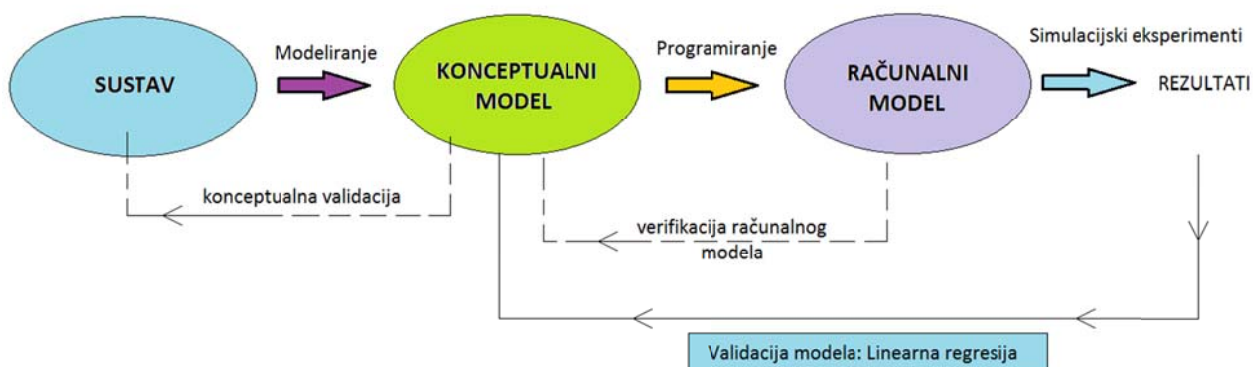 SUSTAV
Modeliranje
KONCEPTUALNI
MODEL
Programiranje
RAČUNALNI
MODEL
Simulacijski eksperimenti
REZULTATI
konceptualna validacija
verifikacija računalnog
modela
Validacija modela: Linearna regresija